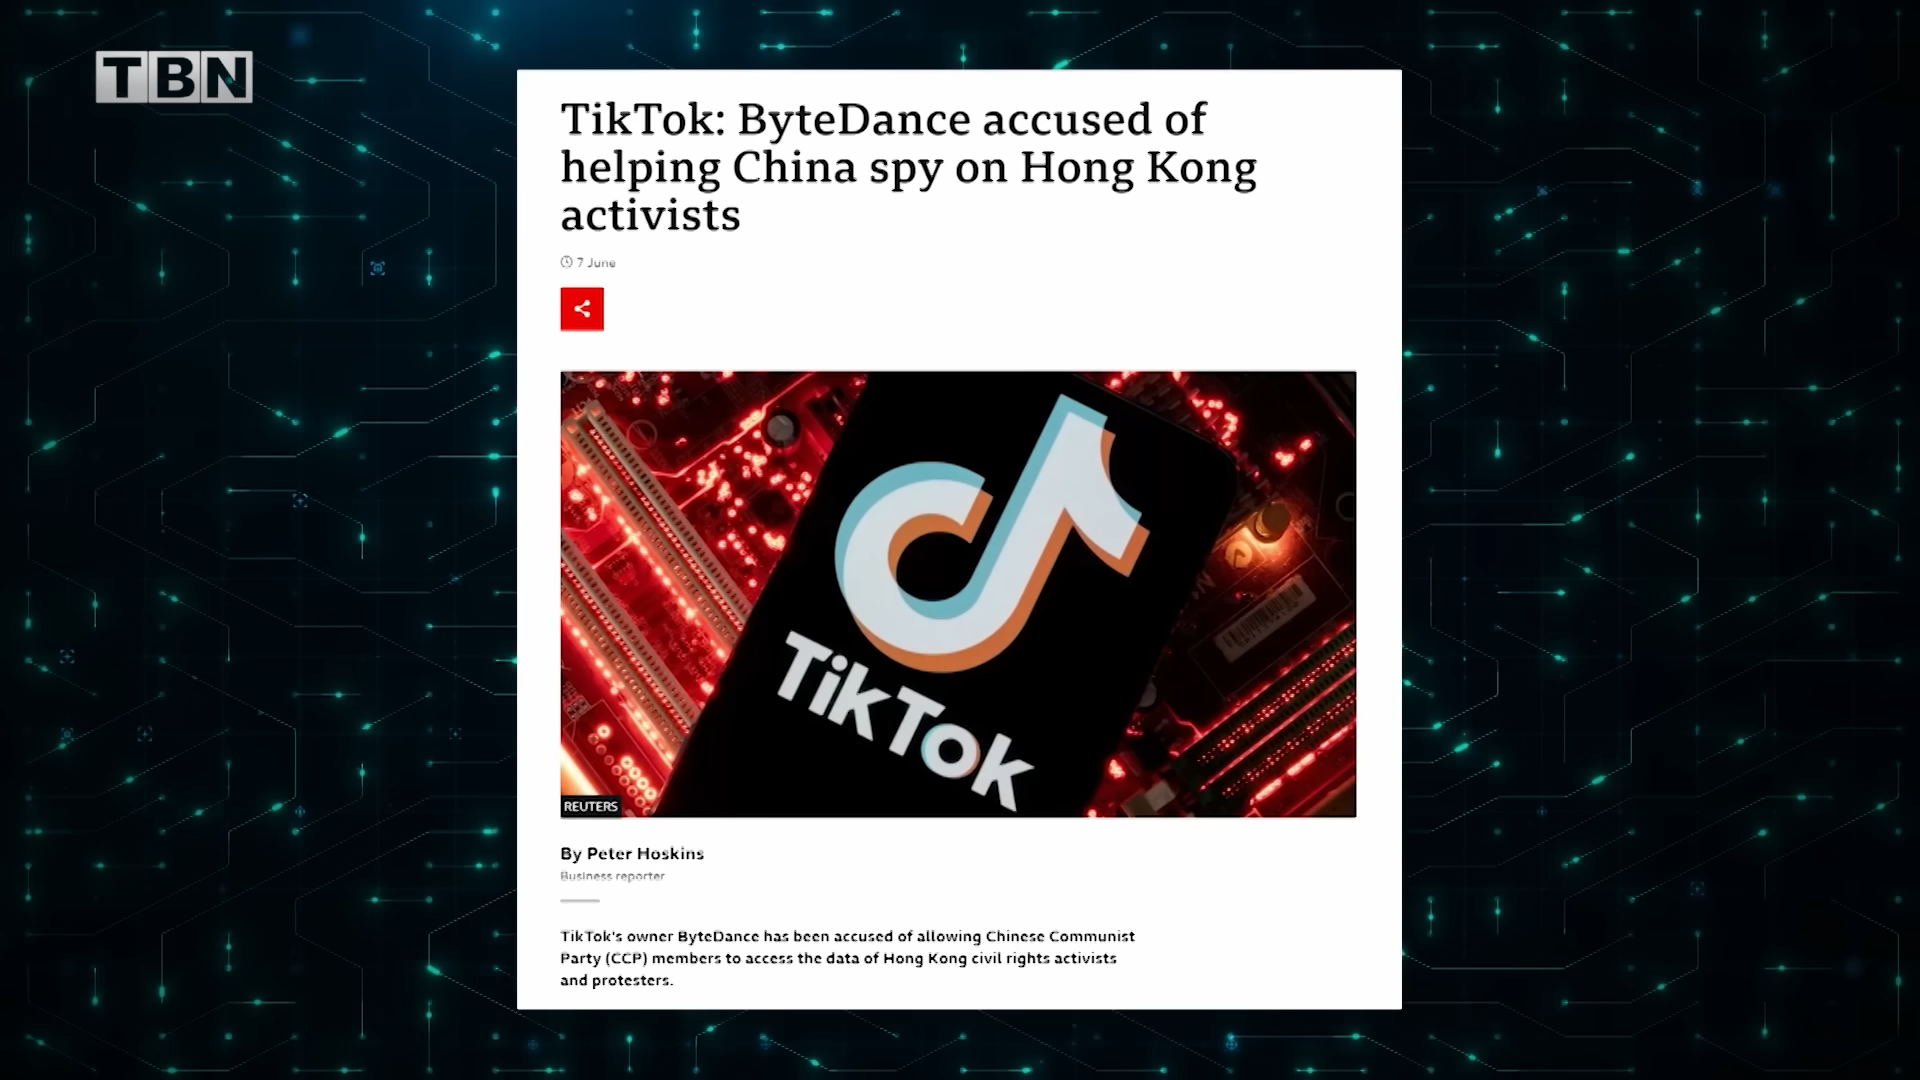 TBN
TikTok: ByteDance accused of
helping China spy on Hong Kong
activists
7 June
TikTok
REUTERS
By Peter Hoskins
Business reporter
TikTok's owner ByteDance has been accused of allowing Chinese Communist
Party (CCP) members to access the data of Hong Kong civil rights activists
and protesters.